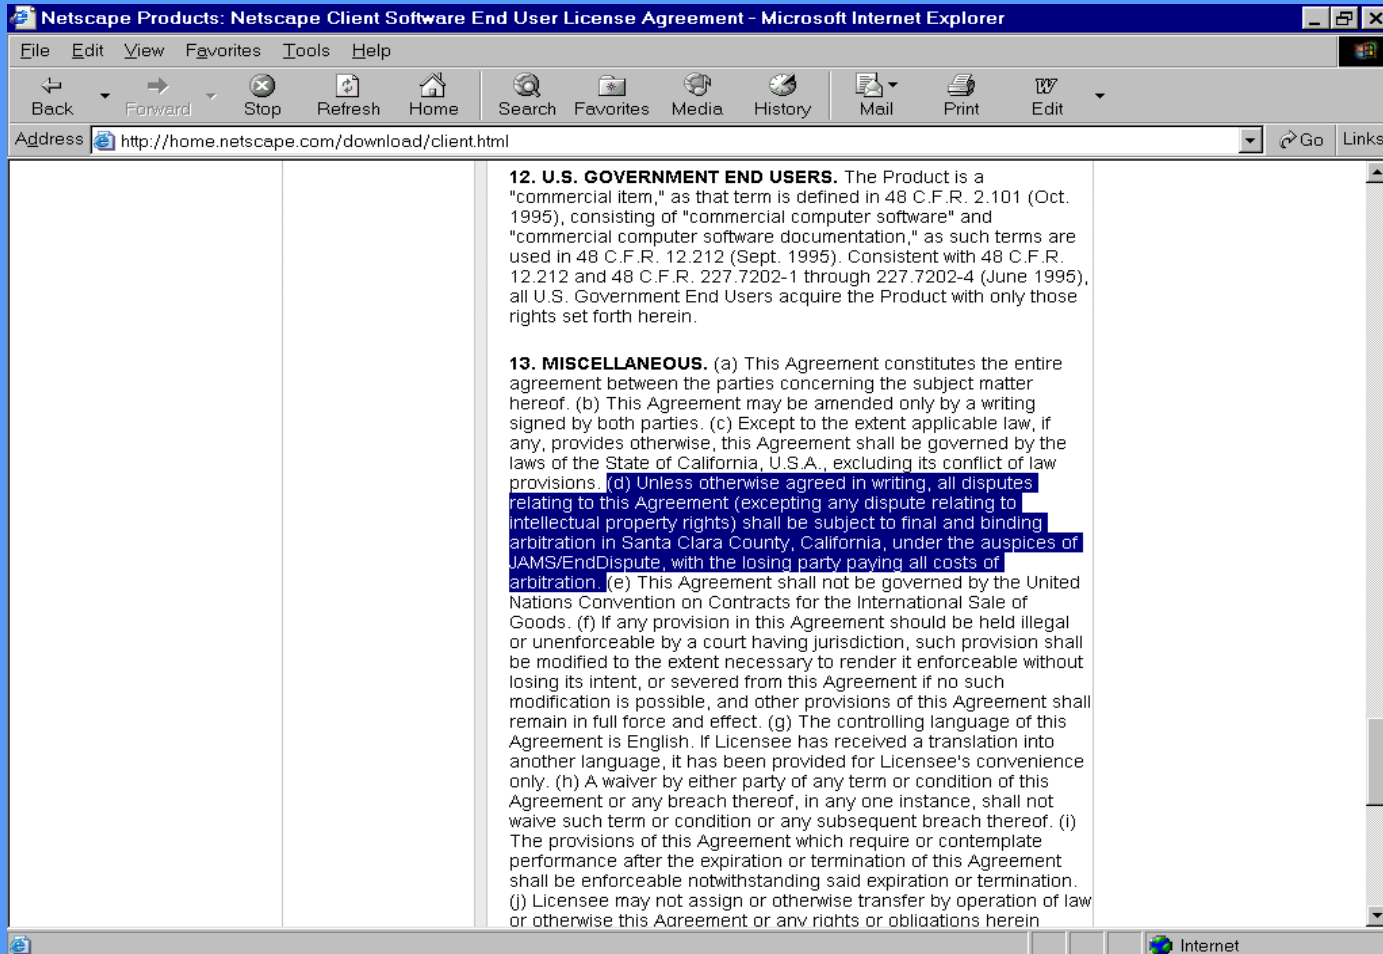 Netscape Products: Netscape Client Software End User License Agreement - Microsoft Internet Explorer
File Edit View Favorites Tools Help
Back Forward Stop Refresh Home Search Favorites Media History Mail Print Edit
Address http://home.netscape.com/download/client.html Go Links
12. U.S. GOVERNMENT END USERS. The Product is a
"commercial item," as that term is defined in 48 C.F.R. 2.101 (Oct.
1995), consisting of "commercial computer software" and
"commercial computer software documentation," as such terms are
used in 48 C.F.R. 12.212 (Sept. 1995). Consistent with 48 C.F.R.
12.212 and 48 C.F.R. 227.7202-1 through 227.7202-4 (June 1995),
all U.S. Government End Users acquire the Product with only those
rights set forth herein.
13. MISCELLANEOUS. (a) This Agreement constitutes the entire
agreement between the parties concerning the subject matter
hereof. (b) This Agreement may be amended only by a writing
signed by both parties. (c) Except to the extent applicable law, if
any, provides otherwise, this Agreement shall be governed by the
laws of the State of California, U.S.A., excluding its conflict of law
provisions. (d) Unless otherwise agreed in writing, all disputes
relating to this Agreement (excepting any dispute relating to
intellectual property rights) shall be subject to final and binding
arbitration in Santa Clara County, California, under the auspices of
JAMS/EndDispute, with the losing party paying all costs of
arbitration. (e) This Agreement shall not be governed by the United
Nations Convention on Contracts for the International Sale of
Goods. (f) If any provision in this Agreement should be held illegal
or unenforceable by a court having jurisdiction, such provision shall
be modified to the extent necessary to render it enforceable without
losing its intent, or severed from this Agreement if no such
modification is possible, and other provisions of this Agreement shall
remain in full force and effect. (g) The controlling language of this
Agreement is English. If Licensee has received a translation into
another language, it has been provided for Licensee's convenience
only. (h) A waiver by either party of any term or condition of this
Agreement or any breach thereof, in any one instance, shall not
waive such term or condition or any subsequent breach thereof. (i)
The provisions of this Agreement which require or contemplate
performance after the expiration or termination of this Agreement
shall be enforceable notwithstanding said expiration or termination.
(j) Licensee may not assign or otherwise transfer by operation of law
or otherwise this Agreement or any rights or obligations herein
Internet